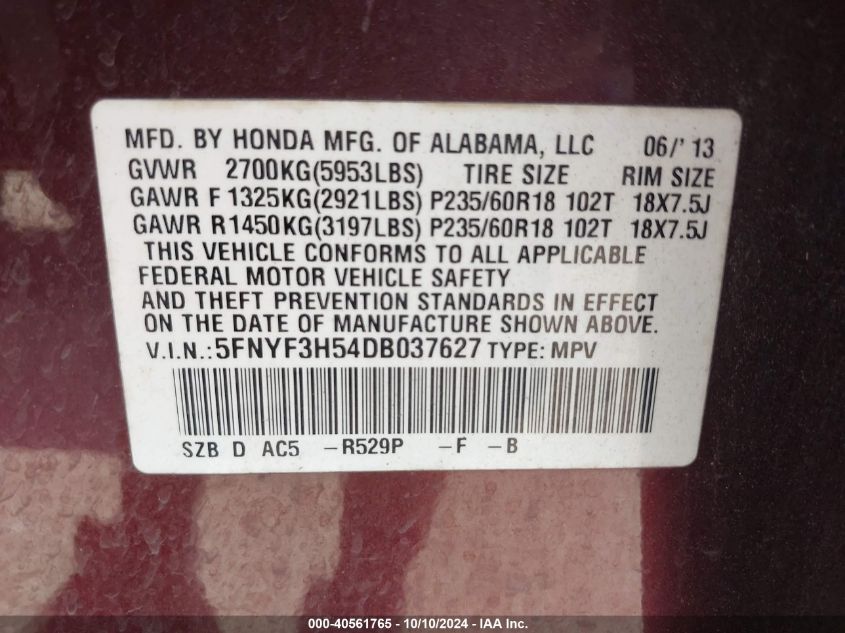 MFD. BY HONDA MFG. OF ALABAMA, LLC 06/' 13
GVWR 2700KG(5953LBS) TIRE SIZE RIM SIZE
GAWR F 1325KG(2921LBS) P235/60R18 102T 18X7.5J
GAWR R1450KG(3197LBS) P235/60R18 102T 18X7.5J
THIS VEHICLE CONFORMS TO ALL APPLICABLE
FEDERAL MOTOR VEHICLE SAFETY
AND THEFT PREVENTION STANDARDS IN EFFECT
ON THE DATE OF MANUFACTURE SHOWN ABOVE.
V.I.N.:5FNYF3H54DB037627 TYPE: MPV
SZB D AC5 -R529P -F -B
000-40561765 - 10/10/2024 - IAA Inc.